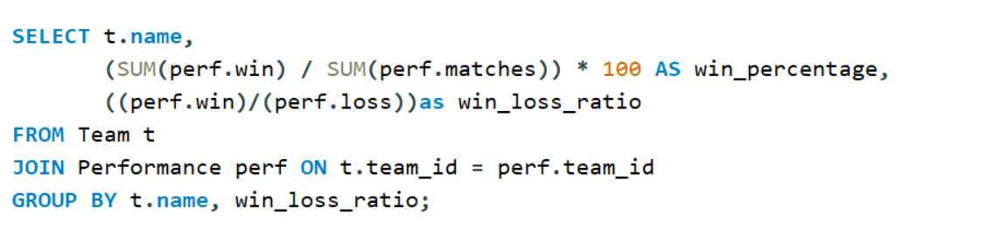 SELECT t.name,
(SUM(perf.win) / SUM(perf.matches)) * 100 AS win_percentage,
((perf.win)/(perf.loss))as win_loss_ratio
FROM Team t
JOIN Performance perf ON t.team_id = perf.team_id
GROUP BY t.name, win_loss_ratio;